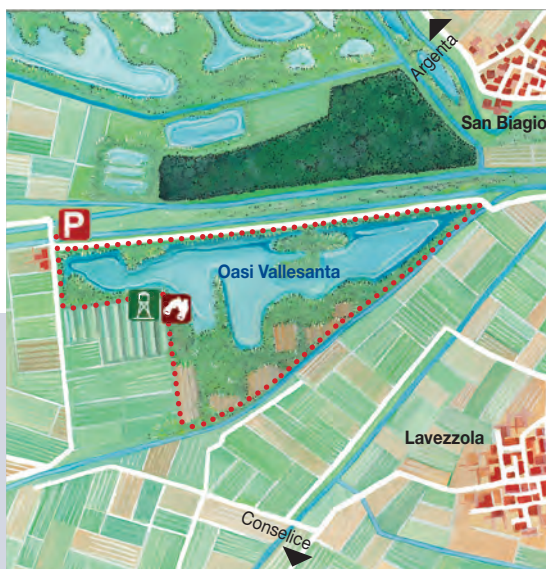 Argenta
San Biagio
P
Oasi Vallesanta
Lavezzola
Conselice